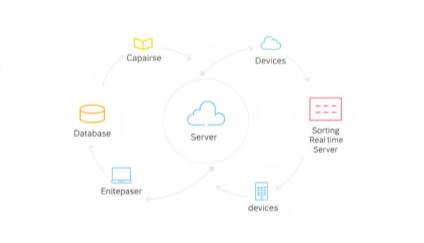 Capairse
Devices
Database
Server
Sorting
Real time
Server
Enitepaser
devices